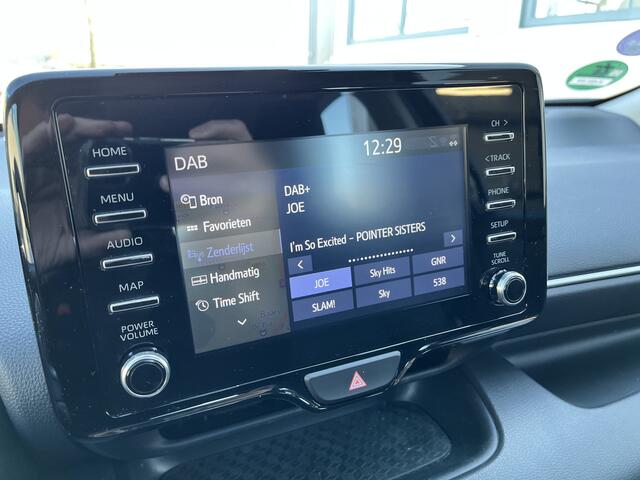 HOME
MENU
AUDIO
MAP
POWER
VOLUME
DAB
12:29
Bron
Favorieten
Zenderlijst
Handmatig
Time Shift
DAB+
JOE
I'm So Excited – POINTER SISTERS
JOE
Sky Hits
GNR
SLAM!
Sky
538
CH >
< TRACK
PHONE
SETUP
TUNE
SCROLL